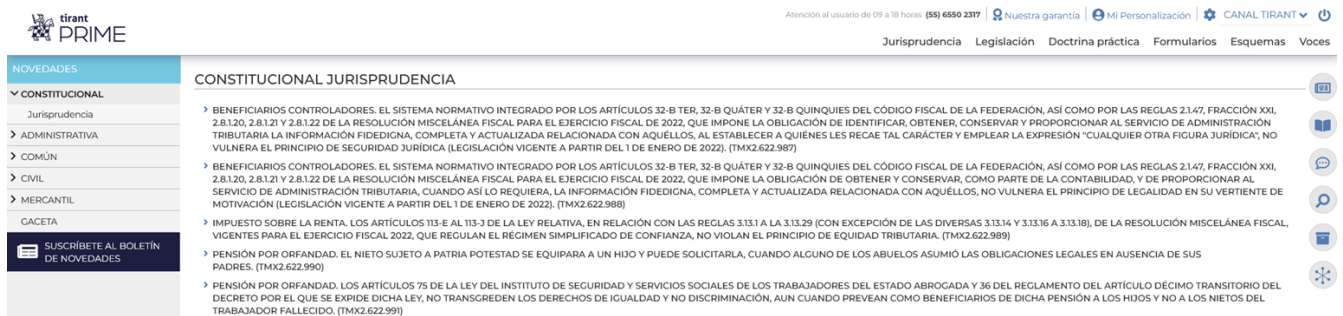 tirant
PRIME
Atención al usuario de 09 a 18 horas (55) 6550 2317
Nuestra garantía
Mi Personalización
CANAL TIRANT
Jurisprudencia Legislación Doctrina práctica Formularios Esquemas Voces
NOVEDADES
CONSTITUCIONAL
Jurisprudencia
ADMINISTRATIVA
COMÚN
CIVIL
MERCANTIL
GACETA
SUSCRÍBETE AL BOLETÍN
DE NOVEDADES
CONSTITUCIONAL JURISPRUDENCIA
BENEFICIARIOS CONTROLADORES. EL SISTEMA NORMATIVO INTEGRADO POR LOS ARTÍCULOS 32-B TER, 32-B QUÁTER Y 32-B QUINQUIES DEL CÓDIGO FISCAL DE LA FEDERACIÓN, ASÍ COMO POR LAS REGLAS 2.1.47, FRACCIÓN XXI,
2.8.1.20, 2.8.1.21 Y 2.8.1.22 DE LA RESOLUCIÓN MISCELÁNEA FISCAL PARA EL EJERCICIO FISCAL DE 2022, QUE IMPONE LA OBLIGACIÓN DE IDENTIFICAR, OBTENER, CONSERVAR Y PROPORCIONAR AL SERVICIO DE ADMINISTRACIÓN
TRIBUTARIA LA INFORMACIÓN FIDEDIGNA, COMPLETA Y ACTUALIZADA RELACIONADA CON AQUÉLLOS, AL ESTABLECER A QUIÉNES LES RECAE TAL CARÁCTER Y EMPLEAR LA EXPRESIÓN "CUALQUIER OTRA FIGURA JURÍDICA", NO
VULNERA EL PRINCIPIO DE SEGURIDAD JURÍDICA (LEGISLACIÓN VIGENTE A PARTIR DEL 1 DE ENERO DE 2022). (TMX2.622.987)
BENEFICIARIOS CONTROLADORES. EL SISTEMA NORMATIVO INTEGRADO POR LOS ARTÍCULOS 32-B TER, 32-B QUÁTER Y 32-B QUINQUIES DEL CÓDIGO FISCAL DE LA FEDERACIÓN, ASÍ COMO POR LAS REGLAS 2.1.47, FRACCIÓN XXI,
2.8.1.20, 2.8.1.21 Y 2.8.1.22 DE LA RESOLUCIÓN MISCELÁNEA FISCAL PARA EL EJERCICIO FISCAL DE 2022, QUE IMPONE LA OBLIGACIÓN DE OBTENER Y CONSERVAR, COMO PARTE DE LA CONTABILIDAD, Y DE PROPORCIONAR AL
SERVICIO DE ADMINISTRACIÓN TRIBUTARIA, CUANDO ASÍ LO REQUIERA, LA INFORMACIÓN FIDEDIGNA, COMPLETA Y ACTUALIZADA RELACIONADA CON AQUÉLLOS, NO VULNERA EL PRINCIPIO DE LEGALIDAD EN SU VERTIENTE DE
MOTIVACIÓN (LEGISLACIÓN VIGENTE A PARTIR DEL 1 DE ENERO DE 2022). (TMX2.622.988)
IMPUESTO SOBRE LA RENTA. LOS ARTÍCULOS 113-E AL 113-J DE LA LEY RELATIVA, EN RELACIÓN CON LAS REGLAS 3.13.1 A LA 3.13.29 (CON EXCEPCIÓN DE LAS DIVERSAS 3.13.14 Y 3.13.16 A 3.13.18), DE LA RESOLUCIÓN MISCELÁNEA FISCAL,
VIGENTES PARA EL EJERCICIO FISCAL 2022, QUE REGULAN EL RÉGIMEN SIMPLIFICADO DE CONFIANZA, NO VIOLAN EL PRINCIPIO DE EQUIDAD TRIBUTARIA. (TMX2.622.989)
PENSIÓN POR ORFANDAD. EL NIETO SUJETO A PATRIA POTESTAD SE EQUIPARA A UN HIJO Y PUEDE SOLICITARLA, CUANDO ALGUNO DE LOS ABUELOS ASUMIÓ LAS OBLIGACIONES LEGALES EN AUSENCIA DE SUS
PADRES. (TMX2.622.990)
PENSIÓN POR ORFANDAD. LOS ARTÍCULOS 75 DE LA LEY DEL INSTITUTO DE SEGURIDAD Y SERVICIOS SOCIALES DE LOS TRABAJADORES DEL ESTADO ABROGADA Y 36 DEL REGLAMENTO DEL ARTÍCULO DÉCIMO TRANSITORIO DEL
DECRETO POR EL QUE SE EXPIDE DICHA LEY, NO TRANSGREDEN LOS DERECHOS DE IGUALDAD Y NO DISCRIMINACIÓN, AUN CUANDO PREVEAN COMO BENEFICIARIOS DE DICHA PENSIÓN A LOS HIJOS Y NO A LOS NIETOS DEL
TRABAJADOR FALLECIDO. (TMX2.622.991)